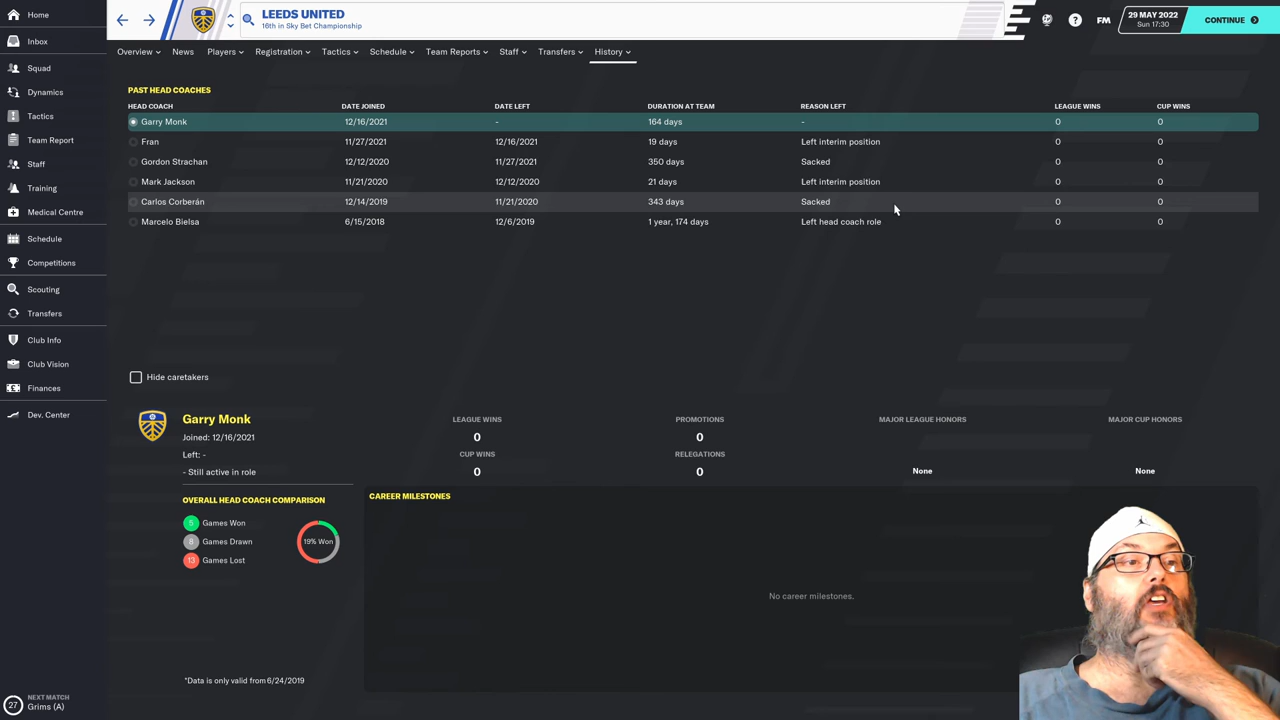 Home
Inbox
Squad
Dynamics
Tactics
Team Report
Staff
Training
Medical Centre
Schedule
Competitions
Scouting
Transfers
Club Info
Club Vision
Finances
Dev. Center
27
NEXT MATCH
Grims (A)
LEEDS UNITED
16th in Sky Bet Championship
?
FM
29 MAY 2022
Sun 17:30
CONTINUE
Overview News Players Registration Tactics Schedule Team Reports Staff Transfers History
PAST HEAD COACHES
HEAD COACH DATE JOINED DATE LEFT DURATION AT TEAM REASON LEFT LEAGUE WINS CUP WINS
Garry Monk 12/16/2021 - 164 days - 0 0
Fran 11/27/2021 12/16/2021 19 days Left interim position 0 0
Gordon Strachan 12/12/2020 11/27/2021 350 days Sacked 0 0
Mark Jackson 11/21/2020 12/12/2020 21 days Left interim position 0 0
Carlos Corberán 12/14/2019 11/21/2020 343 days Sacked 0 0
Marcelo Bielsa 6/15/2018 12/6/2019 1 year, 174 days Left head coach role 0 0
Hide caretakers
Garry Monk
Joined: 12/16/2021
Left: -
- Still active in role
LEAGUE WINS PROMOTIONS MAJOR LEAGUE HONORS MAJOR CUP HONORS
0 0
CUP WINS RELEGATIONS
0 0 None None
OVERALL HEAD COACH COMPARISON
5 Games Won
8 Games Drawn
13 Games Lost
19% Won
CAREER MILESTONES
No career milestones.
*Data is only valid from 6/24/2019